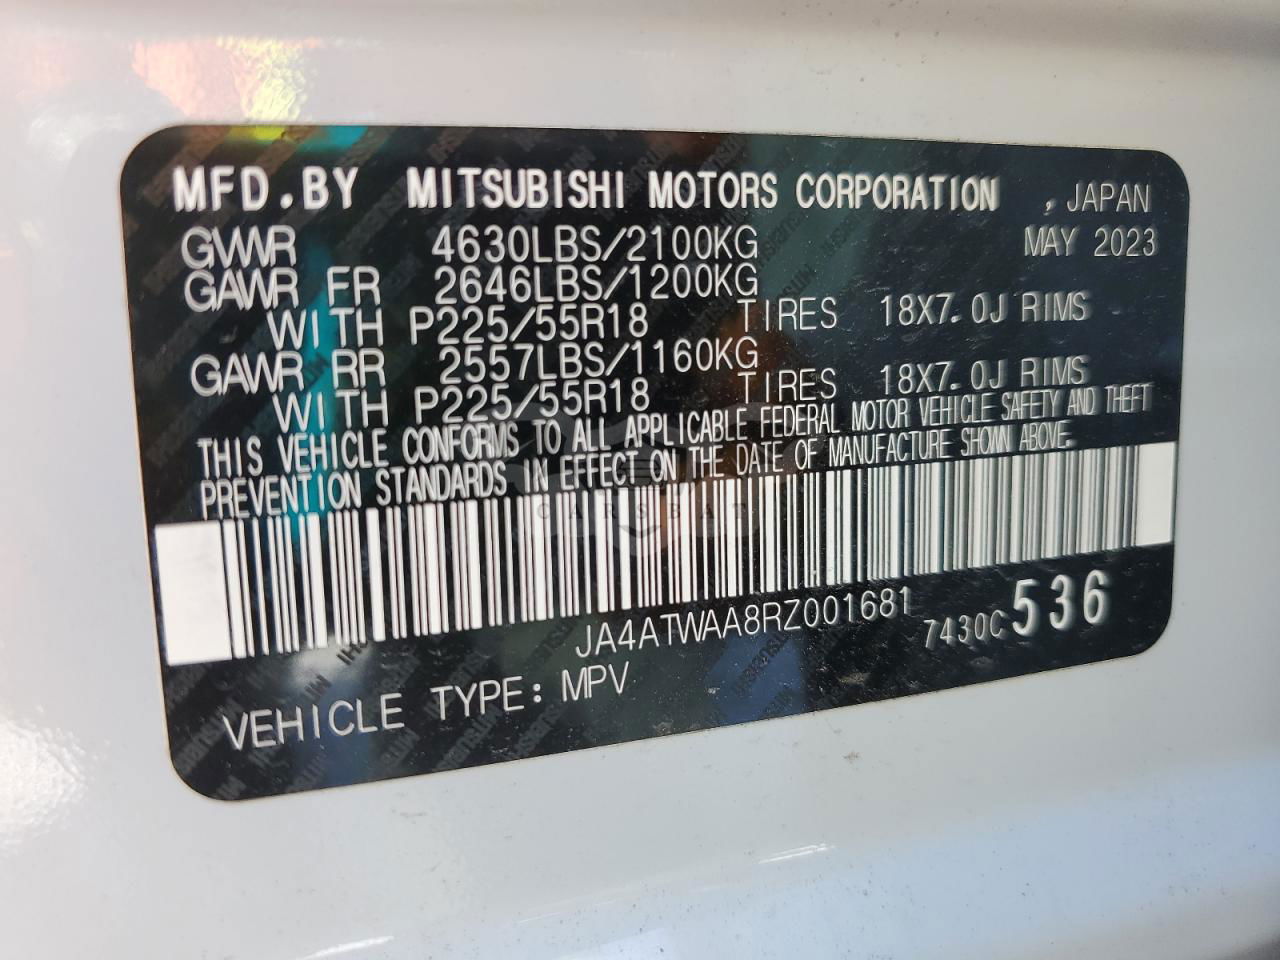 MFD.BY MITSUBISHI MOTORS CORPORATION , JAPAN
GVWR 4630LBS/2100KG MAY 2023
GAWR FR 2646LBS/1200KG
WITH P225/55R18 TIRES 18X7.0J RIMS
GAWR RR 2557LBS/1160KG
WITH P225/55R18 TIRES 18X7.0J RIMS
THIS VEHICLE CONFORMS TO ALL APPLICABLE FEDERAL MOTOR VEHICLE SAFETY AND THEFT
PREVENTION STANDARDS IN EFFECT ON THE DATE OF MANUFACTURE SHOWN ABOVE.
CARSBAT
JA4ATWAA8RZ001681 7430C 536
VEHICLE TYPE: MPV